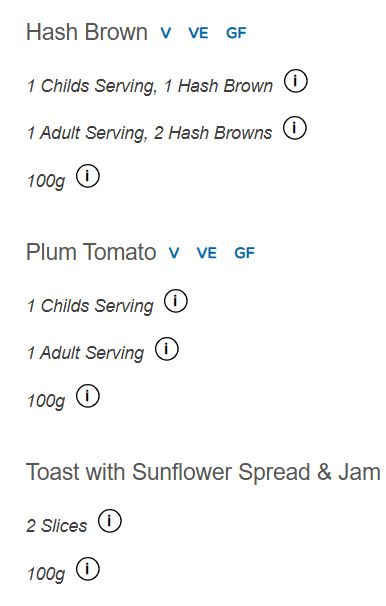 Hash Brown V VE GF
1 Childs Serving, 1 Hash Brown i
1 Adult Serving, 2 Hash Browns i
100g i
Plum Tomato V VE GF
1 Childs Serving i
1 Adult Serving i
100g i
Toast with Sunflower Spread & Jam
2 Slices i
100g i